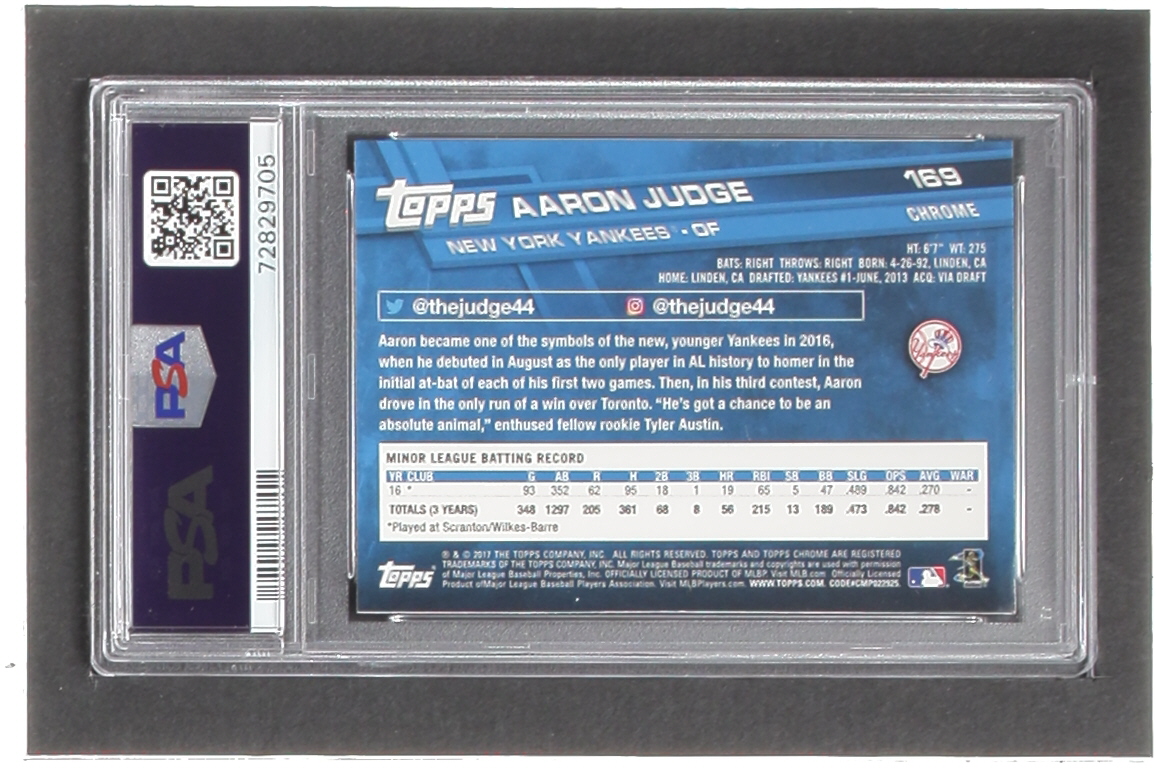 72829705
PSA
PSA
TOPPS AARON JUDGE
169
NEW YORK YANKEES • OF
CHROME
HT: 6'7" WT: 275
BATS: RIGHT THROWS: RIGHT BORN: 4-26-92, LINDEN, CA
HOME: LINDEN, CA DRAFTED: YANKEES #1-JUNE, 2013 ACQ: VIA DRAFT
@thejudge44 @thejudge44
Aaron became one of the symbols of the new, younger Yankees in 2016,
when he debuted in August as the only player in AL history to homer in the
initial at-bat of each of his first two games. Then, in his third contest, Aaron
drove in the only run of a win over Toronto. "He's got a chance to be an
absolute animal," enthused fellow rookie Tyler Austin.
Yankees
MINOR LEAGUE BATTING RECORD
YR CLUB G AB R H 2B 3B HR RBI SB BB SLG OPS AVG WAR
16 * 93 352 62 95 18 1 19 65 5 47 .489 .842 .270 -
TOTALS (3 YEARS) 348 1297 205 361 68 8 56 215 13 189 .473 .842 .278 -
*Played at Scranton/Wilkes-Barre
® & © 2017 THE TOPPS COMPANY, INC. ALL RIGHTS RESERVED. TOPPS AND TOPPS CHROME ARE REGISTERED
TRADEMARKS OF THE TOPPS COMPANY, INC. Major League Baseball trademarks and copyrights are used with permission
of Major League Baseball Properties, Inc. OFFICIALLY LICENSED PRODUCT OF MLBP. Visit MLB.com Officially Licensed
Product of Major League Baseball Players Association. Visit MLBPlayers.com. WWW.TOPPS.COM. CODE#CMP022925
TOPPS